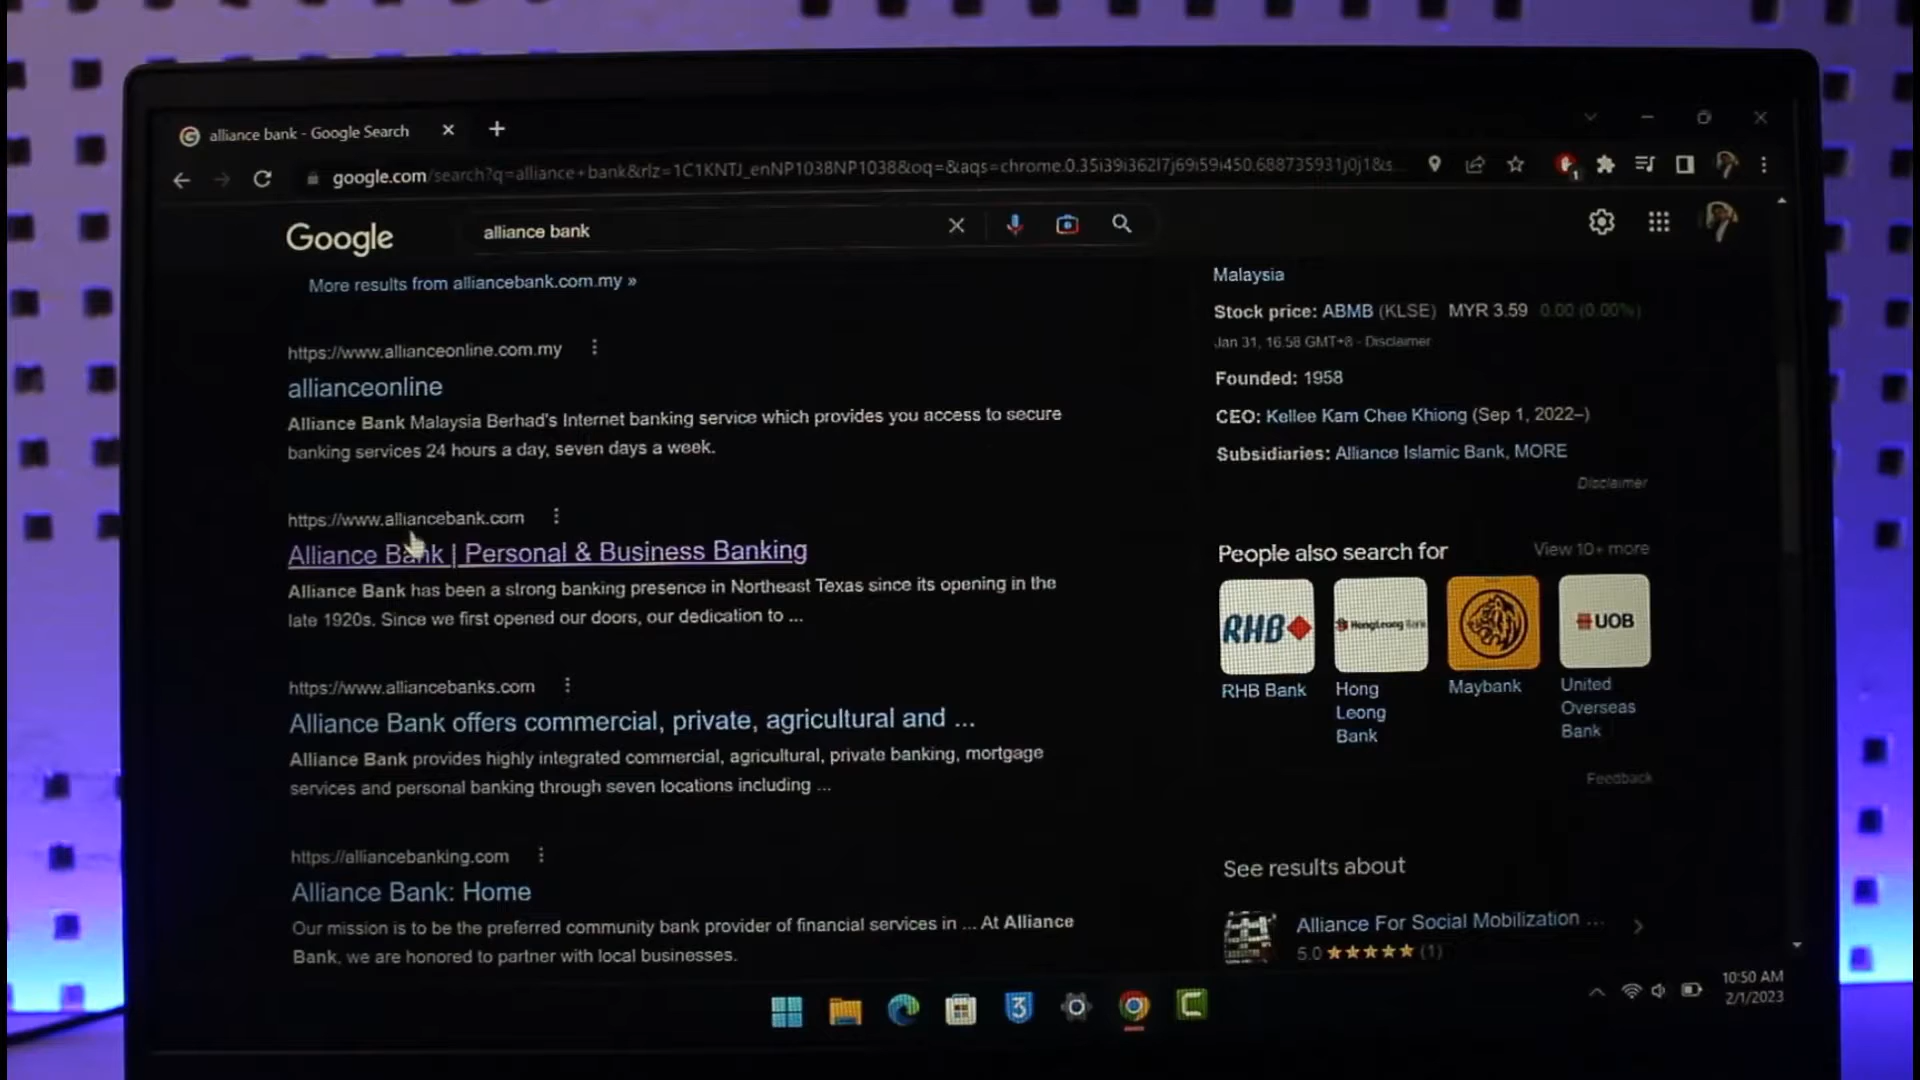 alliance bank - Google Search
google.com/search?q=alliance+bank&rlz=1C1KNTJ_enNP1038NP1038&oq=&aqs=chrome.0.35i39i362l7j69i59i450.688735931j0j1&s...
1
Google
alliance bank
More results from alliancebank.com.my »
https://www.allianceonline.com.my
allianceonline
Alliance Bank Malaysia Berhad's Internet banking service which provides you access to secure
banking services 24 hours a day, seven days a week.
https://www.alliancebank.com
Alliance Bank | Personal & Business Banking
Alliance Bank has been a strong banking presence in Northeast Texas since its opening in the
late 1920s. Since we first opened our doors, our dedication to ...
https://www.alliancebanks.com
Alliance Bank offers commercial, private, agricultural and ...
Alliance Bank provides highly integrated commercial, agricultural, private banking, mortgage
services and personal banking through seven locations including ...
https://alliancebanking.com
Alliance Bank: Home
Our mission is to be the preferred community bank provider of financial services in ... At Alliance
Bank, we are honored to partner with local businesses.
Malaysia
Stock price: ABMB (KLSE) MYR 3.59 0.00 (0.00%)
Jan 31, 16:58 GMT+8 - Disclaimer
Founded: 1958
CEO: Kellee Kam Chee Khiong (Sep 1, 2022–)
Subsidiaries: Alliance Islamic Bank, MORE
Disclaimer
People also search for
View 10+ more
RHB
HongLeong Bank
UOB
RHB Bank
Hong
Leong
Bank
Maybank
United
Overseas
Bank
Feedback
See results about
Alliance For Social Mobilization ...
5.0 ★★★★★ (1)
3
C
10:50 AM
2/1/2023